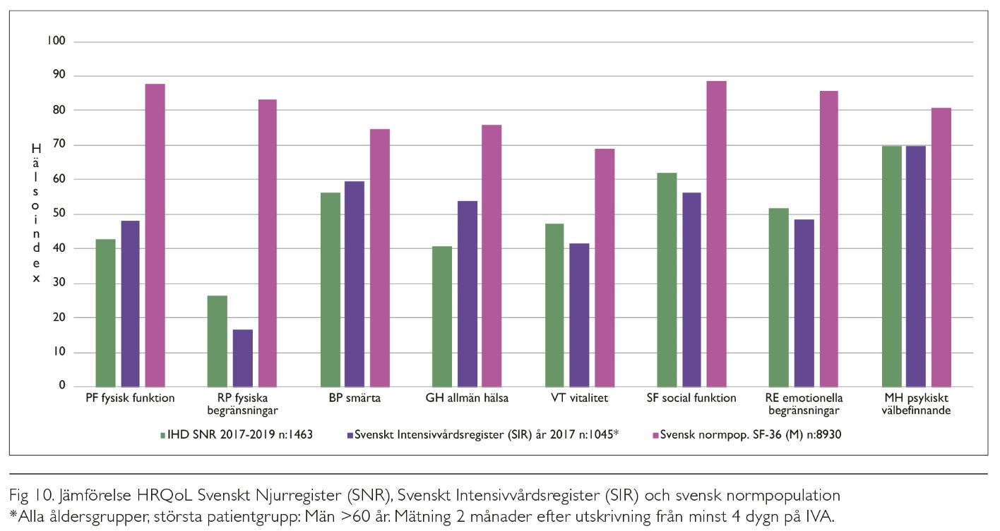 100
90
80
70
60
50
40
30
20
10
0
Hälsoindex
PF fysisk funktion
RP fysiska
begränsningar
BP smärta
GH allmän hälsa
VT vitalitet
SF social funktion
RE emotionella
begränsningar
MH psykiskt
välbefinnande
IHD SNR 2017-2019 n:1463
Svenskt Intensivvårdsregister (SIR) år 2017 n:1045*
Svensk normpop. SF-36 (M) n:8930
Fig 10. Jämförelse HRQoL Svenskt Njurregister (SNR), Svenskt Intensivvårdsregister (SIR) och svensk normpopulation
*Alla åldersgrupper, största patientgrupp: Män >60 år. Mätning 2 månader efter utskrivning från minst 4 dygn på IVA.